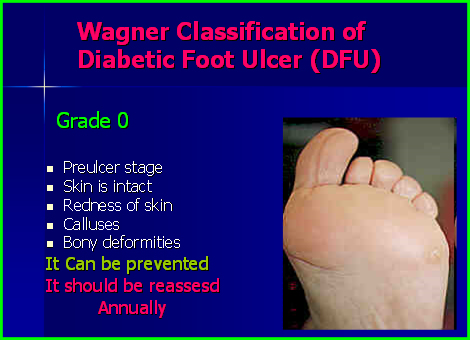 Wagner Classification of
Diabetic Foot Ulcer (DFU)
Grade 0
Preulcer stage
Skin is intact
Redness of skin
Calluses
Bony deformities
It Can be prevented
It should be reassesd
Annually